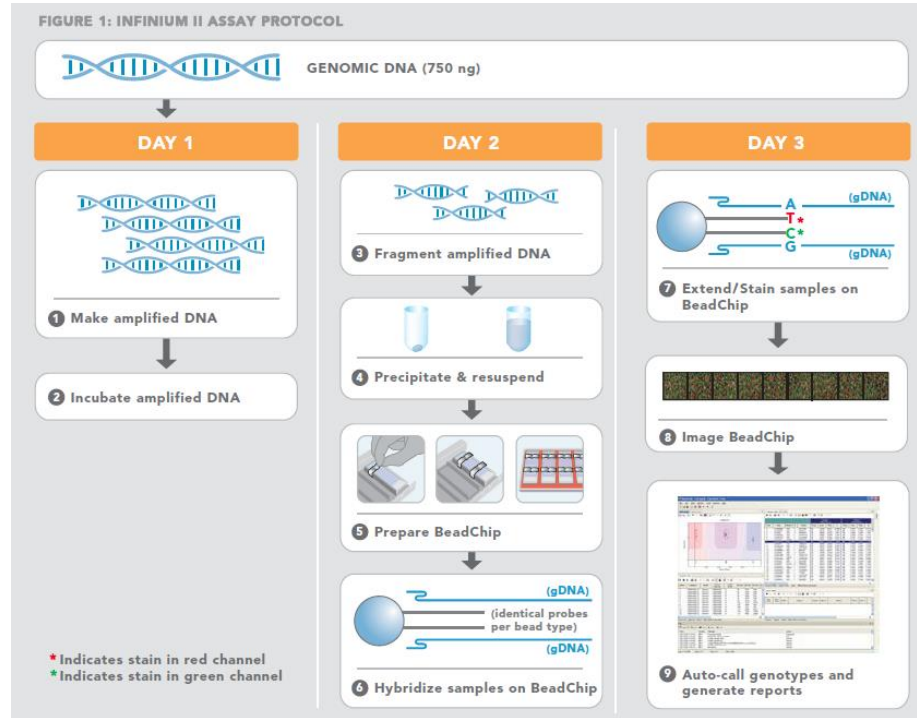 FIGURE 1: INFINIUM II ASSAY PROTOCOL
GENOMIC DNA (750 ng)
DAY 1
1 Make amplified DNA
2 Incubate amplified DNA
DAY 2
3 Fragment amplified DNA
4 Precipitate & resuspend
5 Prepare BeadChip
(gDNA)
(identical probes
per bead type)
(gDNA)
6 Hybridize samples on BeadChip
DAY 3
(gDNA)
A
T*
C*
G
(gDNA)
7 Extend/Stain samples on
BeadChip
8 Image BeadChip
9 Auto-call genotypes and
generate reports
*Indicates stain in red channel
*Indicates stain in green channel